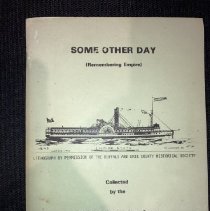 SOME OTHER DAY
(Remembering Empire)
LITHOGRAPH BY PERMISSION OF THE BUFFALO AND ERIE COUNTY HISTORICAL SOCIETY
Collected
by the